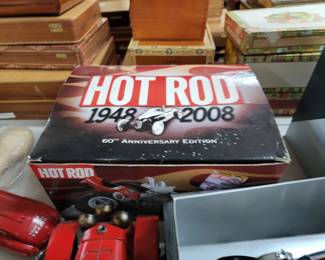 HOT ROD
1948 2008
60TH ANNIVERSARY EDITION
HOT ROD